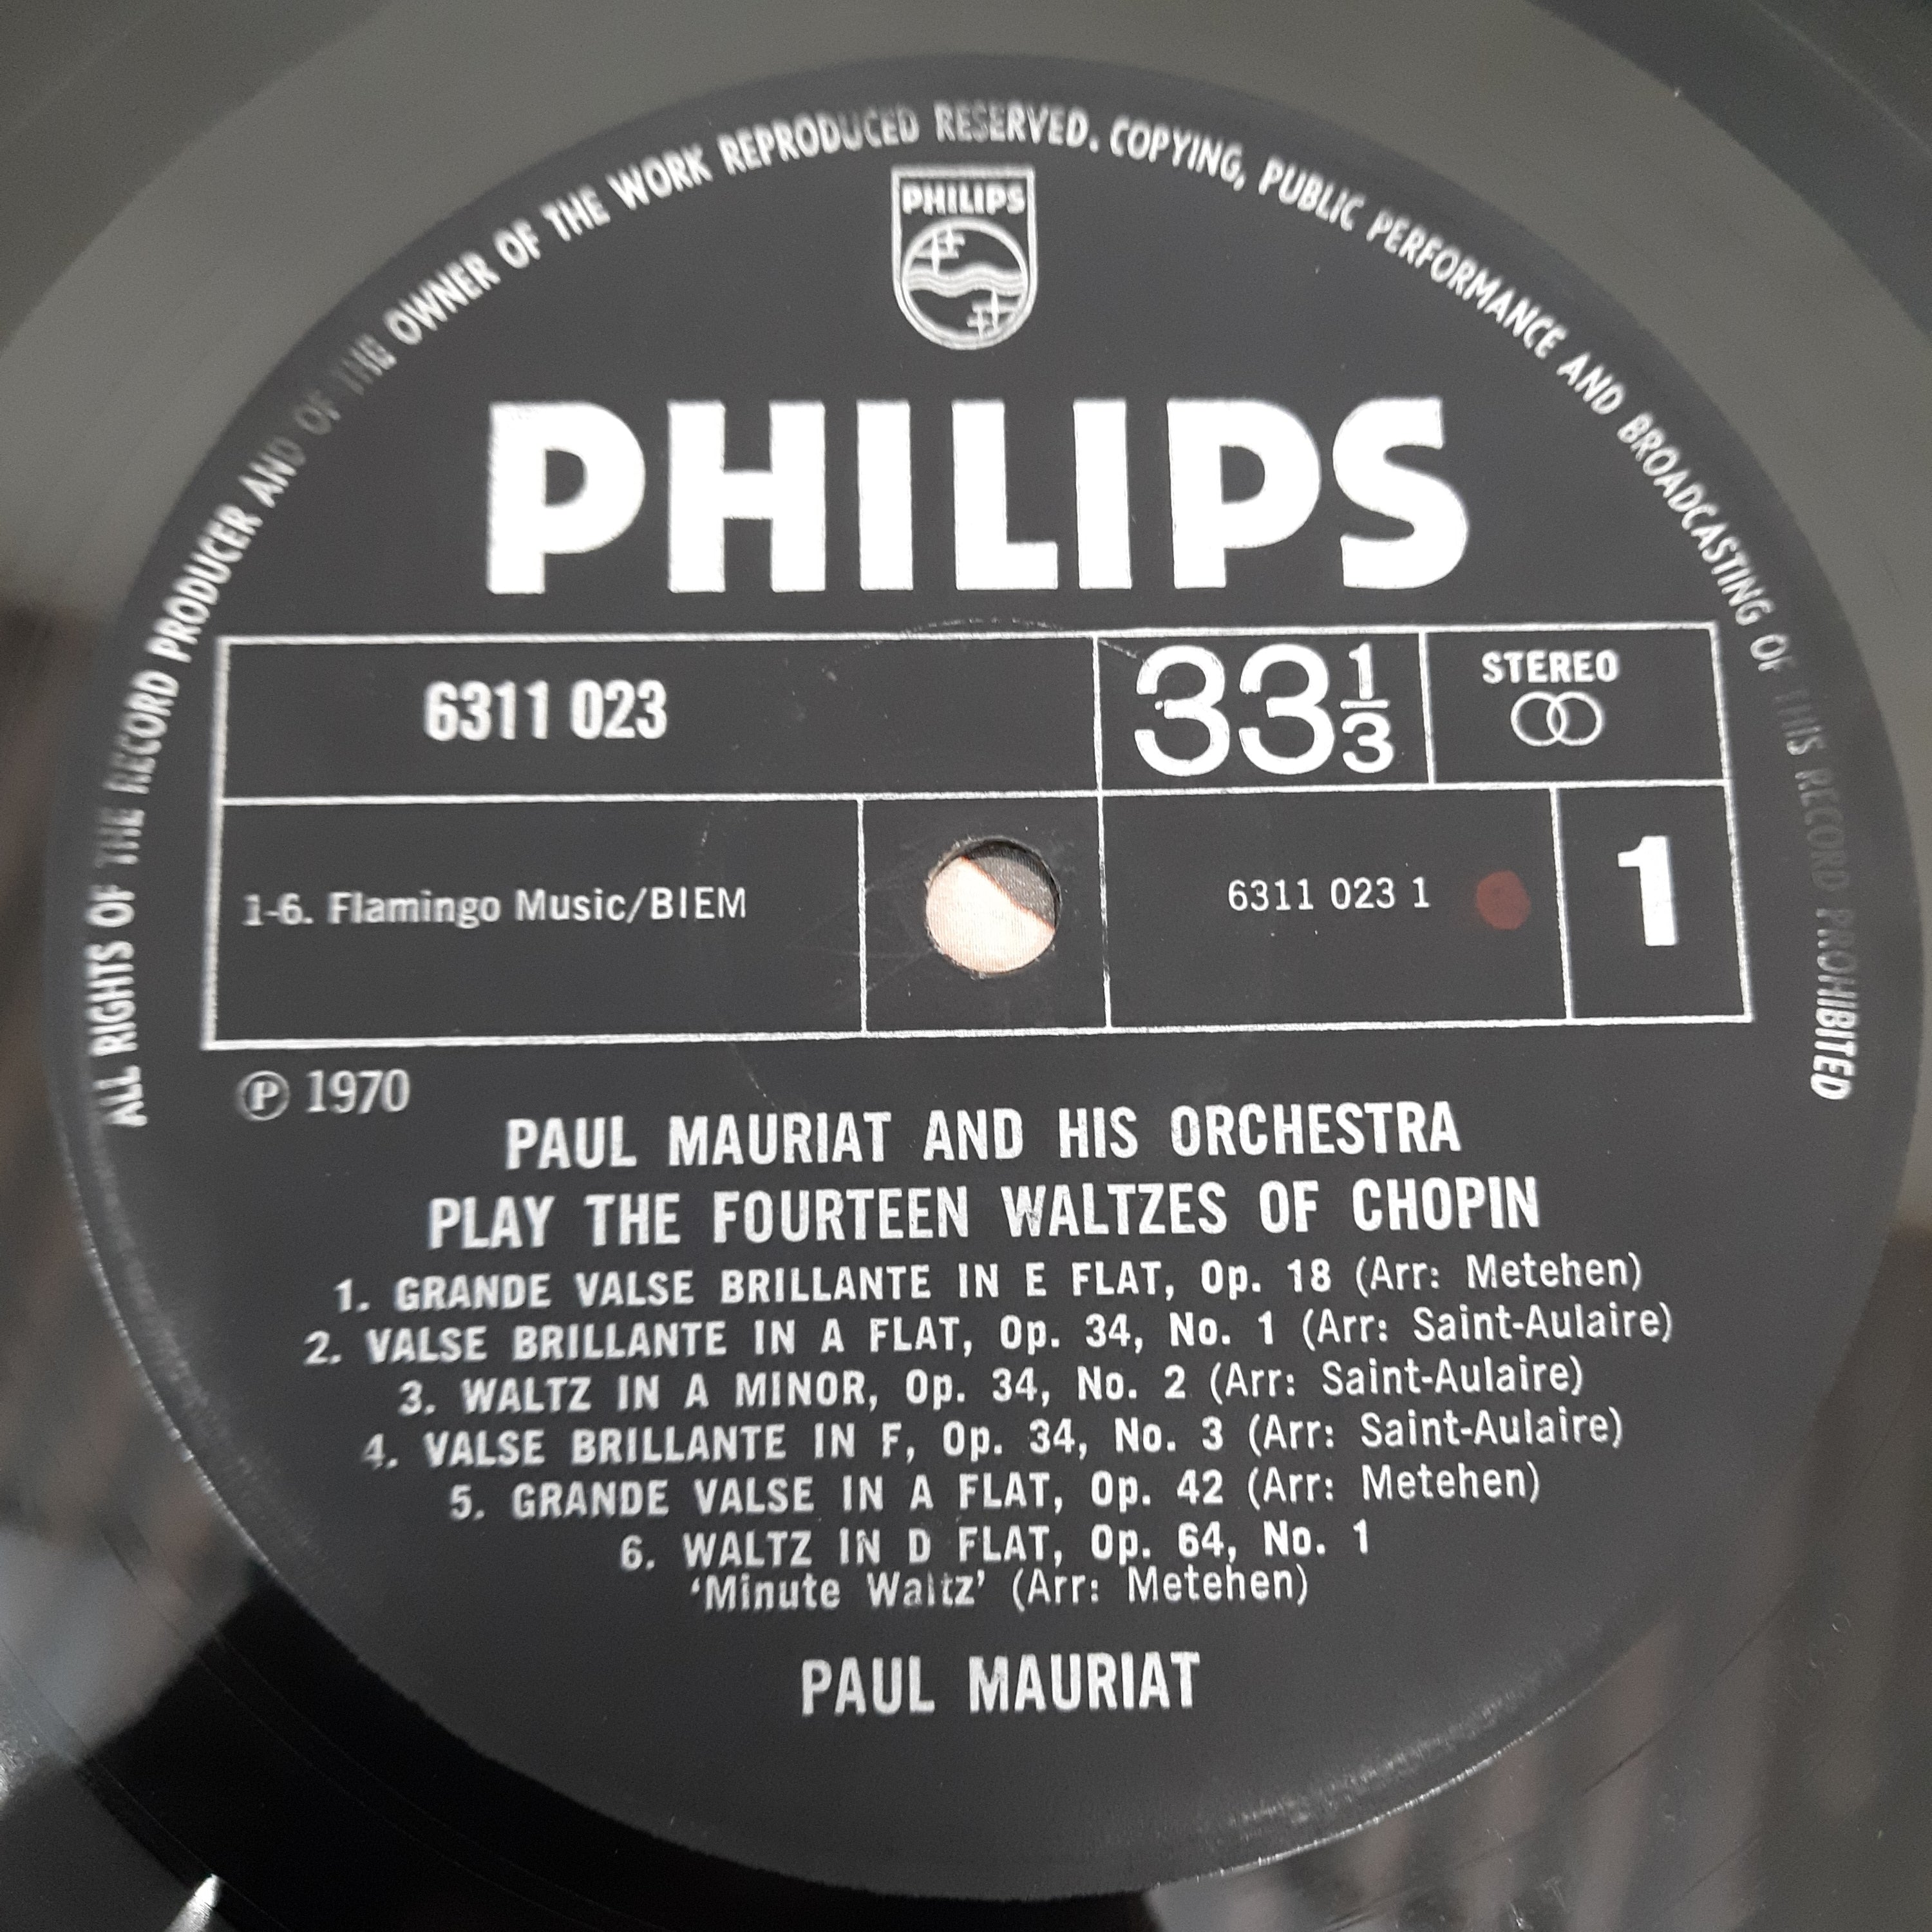 ALL RIGHTS OF THE RECORD PRODUCER AND OF THE OWNER OF THE WORK REPRODUCED RESERVED. COPYING, PUBLIC PERFORMANCE AND BROADCASTING OF THIS RECORD PROHIBITED
PHILIPS
PHILIPS
6311 023
33 1/3
STEREO
1-6. Flamingo Music/BIEM
6311 023 1
1
Ⓟ 1970
PAUL MAURIAT AND HIS ORCHESTRA
PLAY THE FOURTEEN WALTZES OF CHOPIN
1. GRANDE VALSE BRILLANTE IN E FLAT, Op. 18 (Arr: Metehen)
2. VALSE BRILLANTE IN A FLAT, Op. 34, No. 1 (Arr: Saint-Aulaire)
3. WALTZ IN A MINOR, Op. 34, No. 2 (Arr: Saint-Aulaire)
4. VALSE BRILLANTE IN F, Op. 34, No. 3 (Arr: Saint-Aulaire)
5. GRANDE VALSE IN A FLAT, Op. 42 (Arr: Metehen)
6. WALTZ IN D FLAT, Op. 64, No. 1
‘Minute Waltz’ (Arr: Metehen)
PAUL MAURIAT